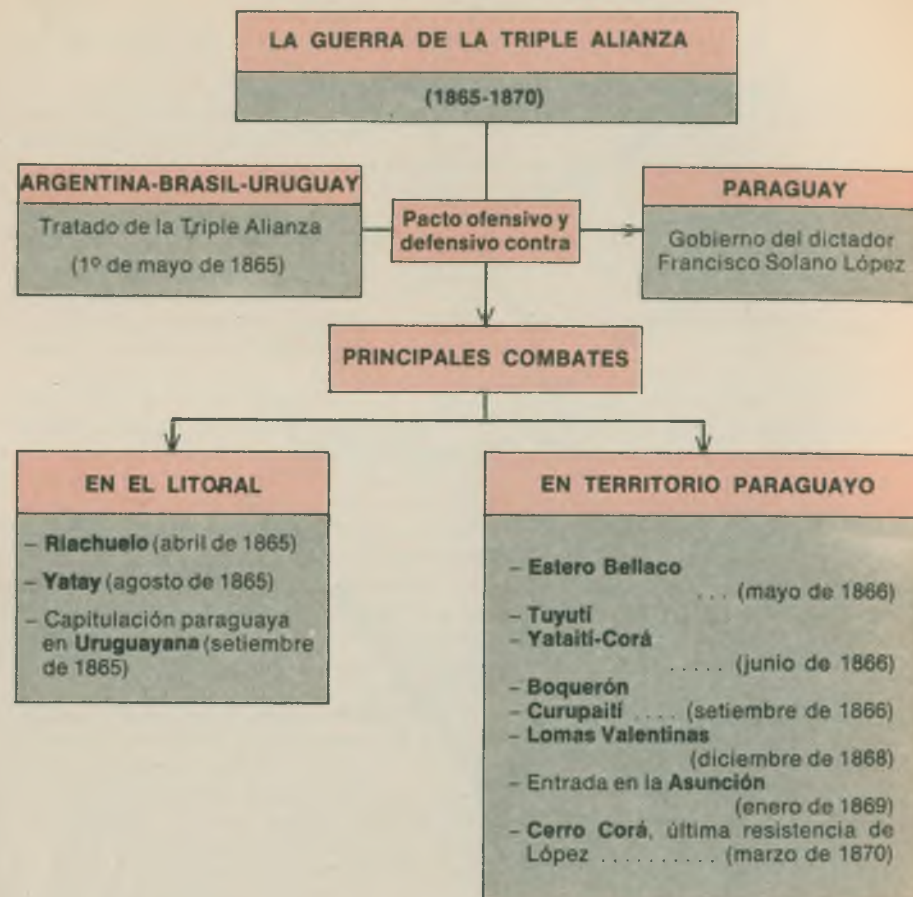 LA GUERRA DE LA TRIPLE ALIANZA
(1865-1870)
ARGENTINA-BRASIL-URUGUAY
Tratado de la Triple Alianza
(1º de mayo de 1865)
Pacto ofensivo y
defensivo contra
PARAGUAY
Gobierno del dictador
Francisco Solano López
PRINCIPALES COMBATES
EN EL LITORAL
– Riachuelo (abril de 1865)
– Yatay (agosto de 1865)
– Capitulación paraguaya
en Uruguayana (setiembre
de 1865)
EN TERRITORIO PARAGUAYO
– Estero Bellaco
... (mayo de 1866)
– Tuyutí
– Yataití-Corá
..... (junio de 1866)
– Boquerón
– Curupaití .... (setiembre de 1866)
– Lomas Valentinas
(diciembre de 1868)
– Entrada en la Asunción
(enero de 1869)
– Cerro Corá, última resistencia de
López .......... (marzo de 1870)